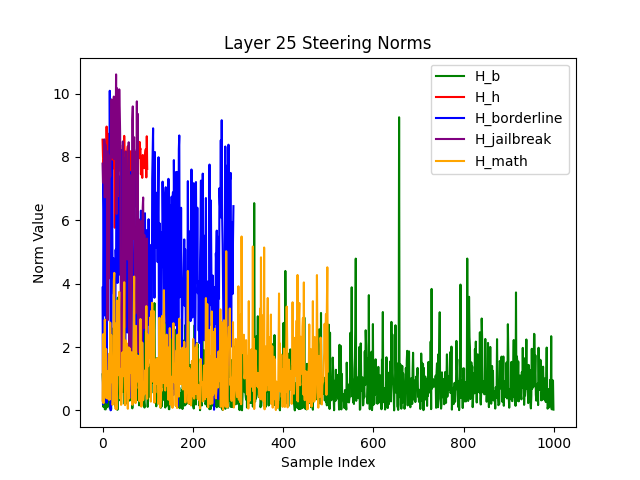 Layer 25 Steering Norms
H_b
H_h
H_borderline
H_jailbreak
H_math
Norm Value
10
8
6
4
2
0
0
200
400
600
800
1000
Sample Index